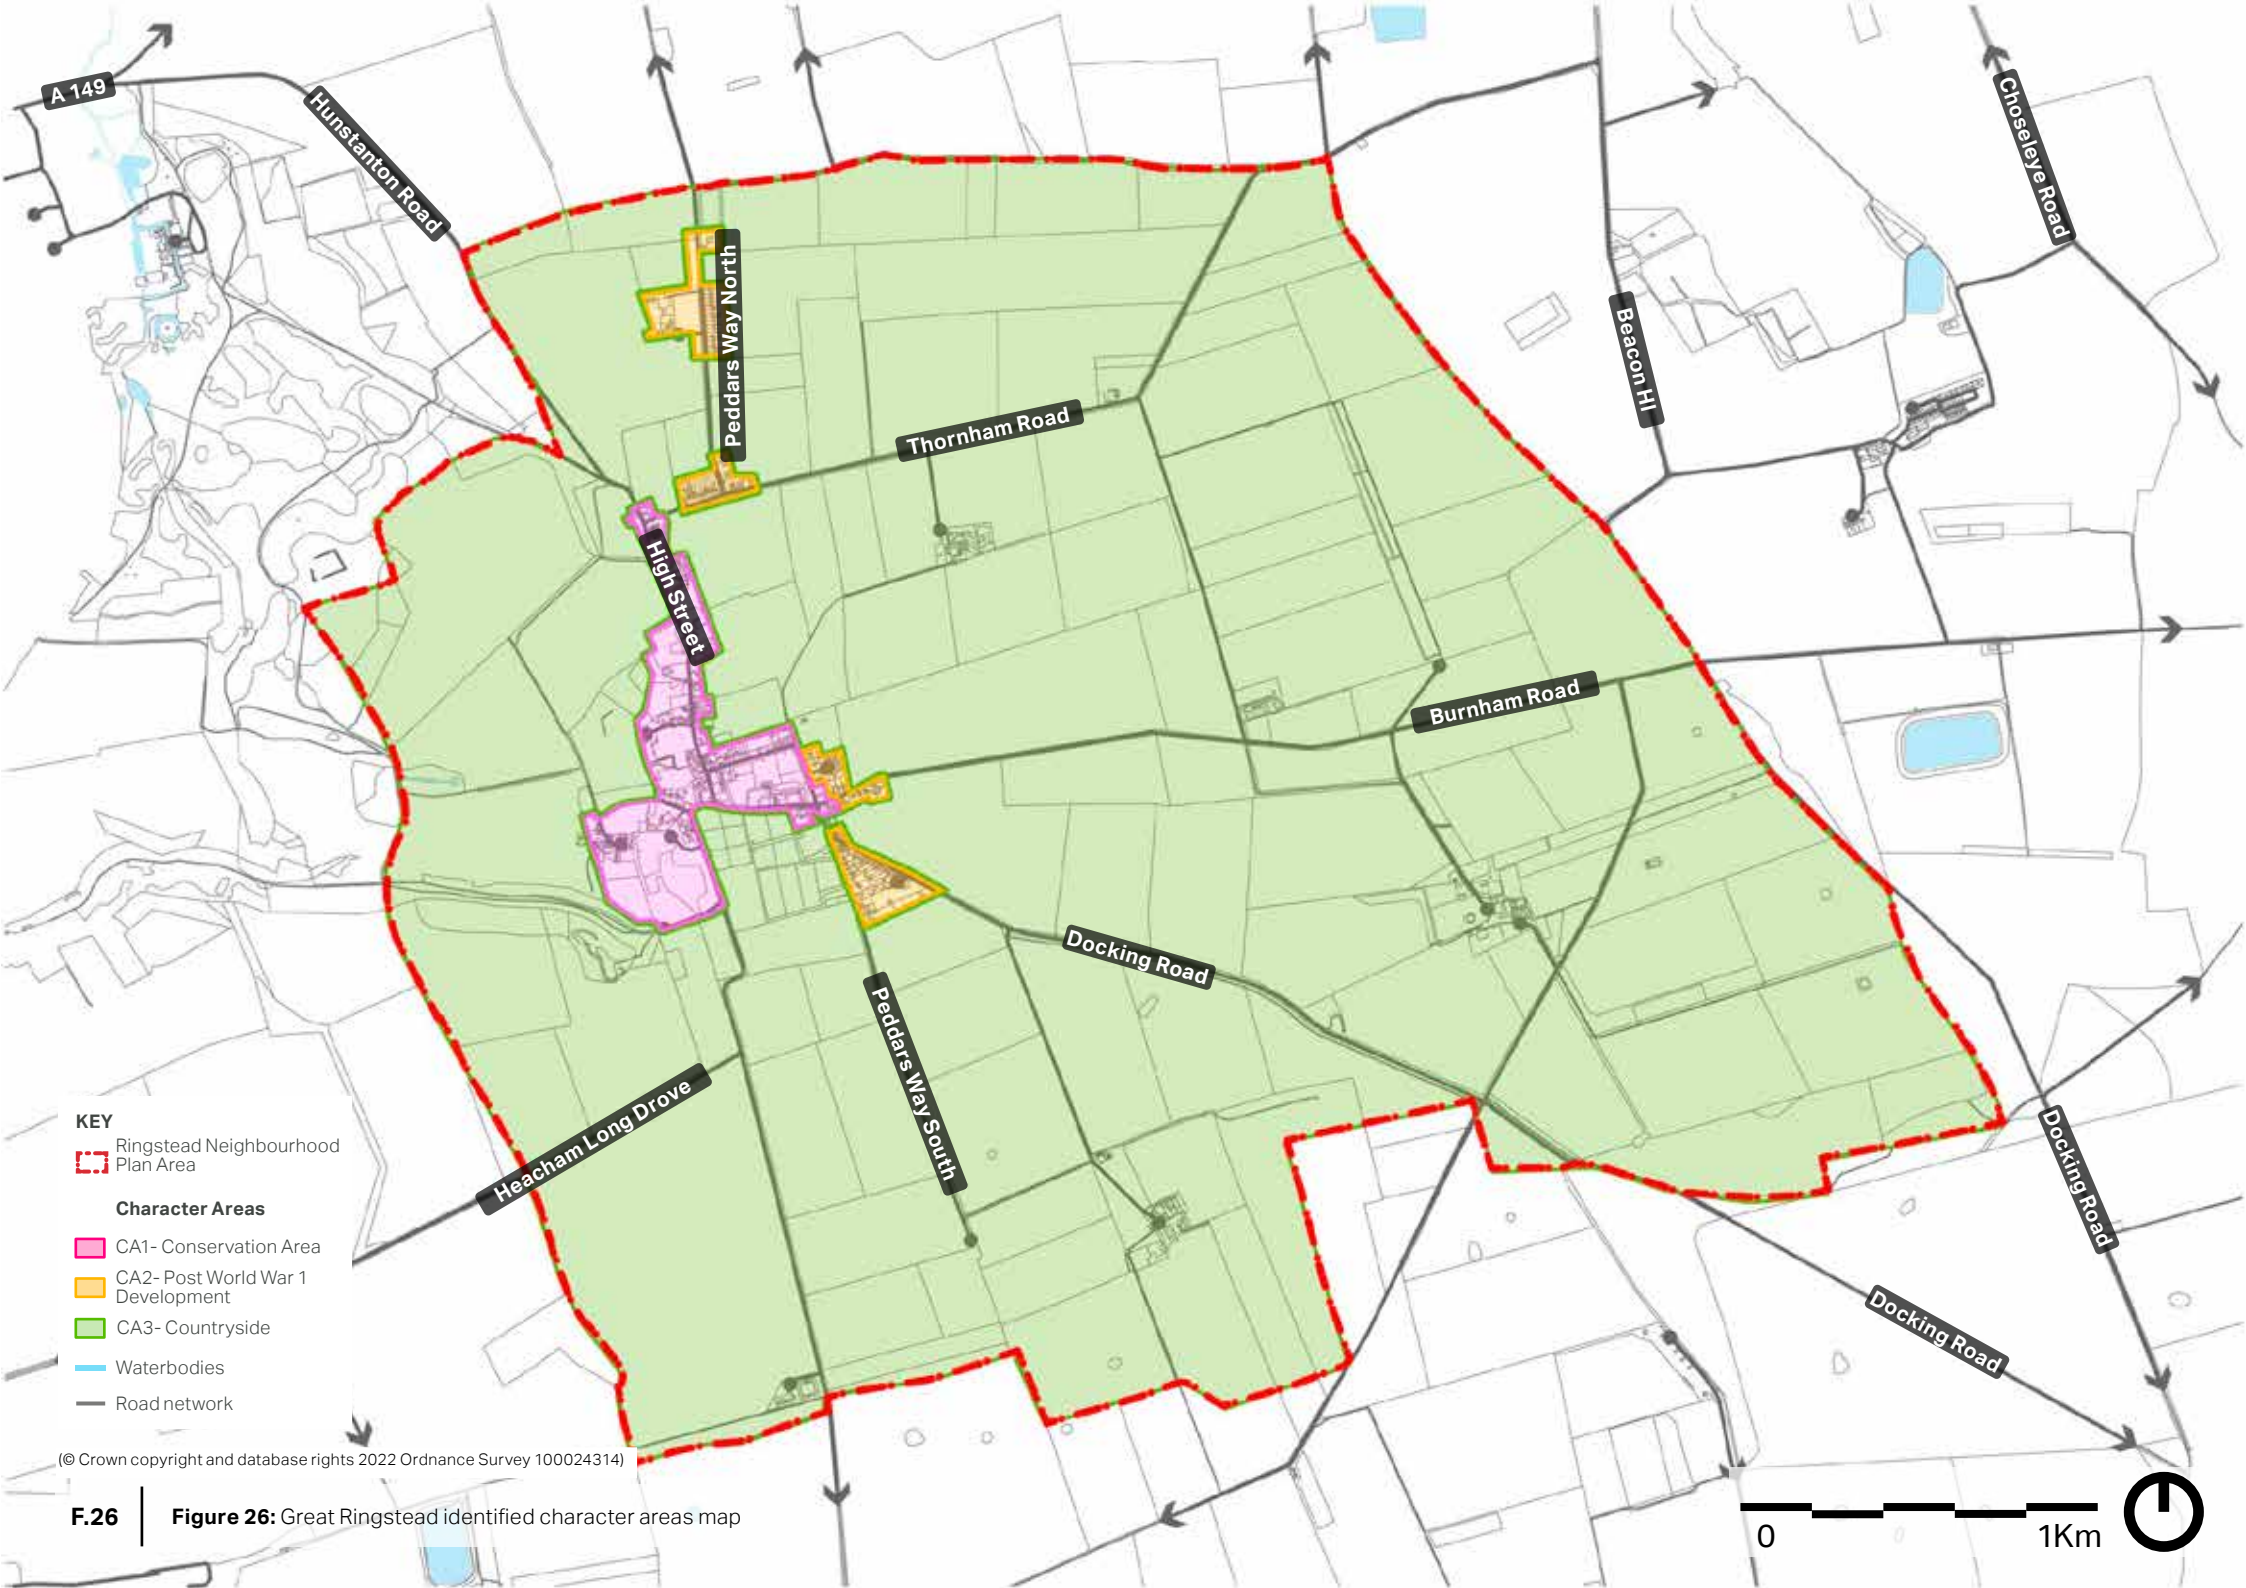 A 149
Hunstanton Road
Choseleye Road
Peddars Way North
Beacon Hl
Thornham Road
High Street
Burnham Road
Docking Road
Peddars Way South
Heacham Long Drove
Docking Road
Docking Road
KEY
Ringstead Neighbourhood
Plan Area
Character Areas
CA1- Conservation Area
CA2- Post World War 1
Development
CA3- Countryside
Waterbodies
Road network
(© Crown copyright and database rights 2022 Ordnance Survey 100024314)
F.26
Figure 26: Great Ringstead identified character areas map
0
1Km